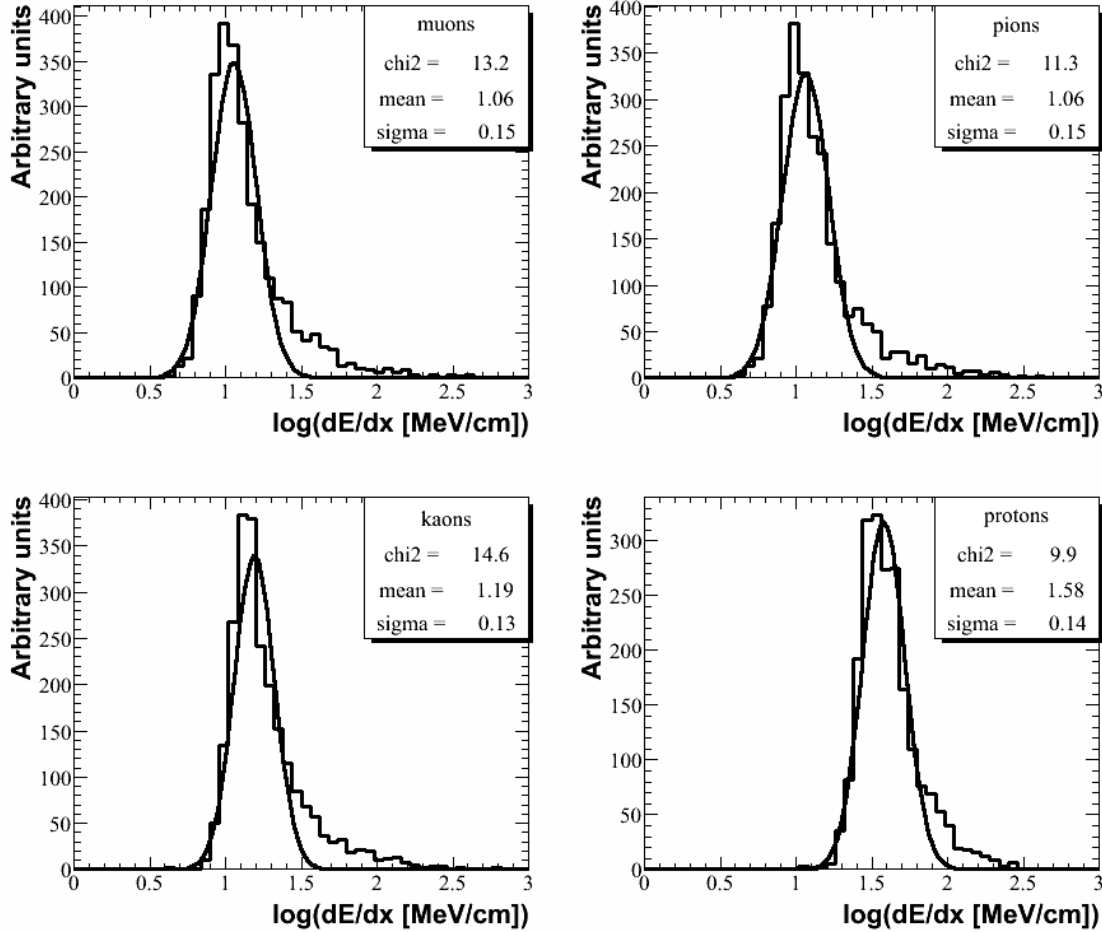 Arbitrary units
400
350
300
250
200
150
100
50
0
0 0.5 1 1.5 2 2.5 3
log(dE/dx [MeV/cm])
muons
chi2 = 13.2
mean = 1.06
sigma = 0.15
Arbitrary units
400
350
300
250
200
150
100
50
0
0 0.5 1 1.5 2 2.5 3
log(dE/dx [MeV/cm])
pions
chi2 = 11.3
mean = 1.06
sigma = 0.15
Arbitrary units
400
350
300
250
200
150
100
50
0
0 0.5 1 1.5 2 2.5 3
log(dE/dx [MeV/cm])
kaons
chi2 = 14.6
mean = 1.19
sigma = 0.13
Arbitrary units
300
250
200
150
100
50
0
0 0.5 1 1.5 2 2.5 3
log(dE/dx [MeV/cm])
protons
chi2 = 9.9
mean = 1.58
sigma = 0.14